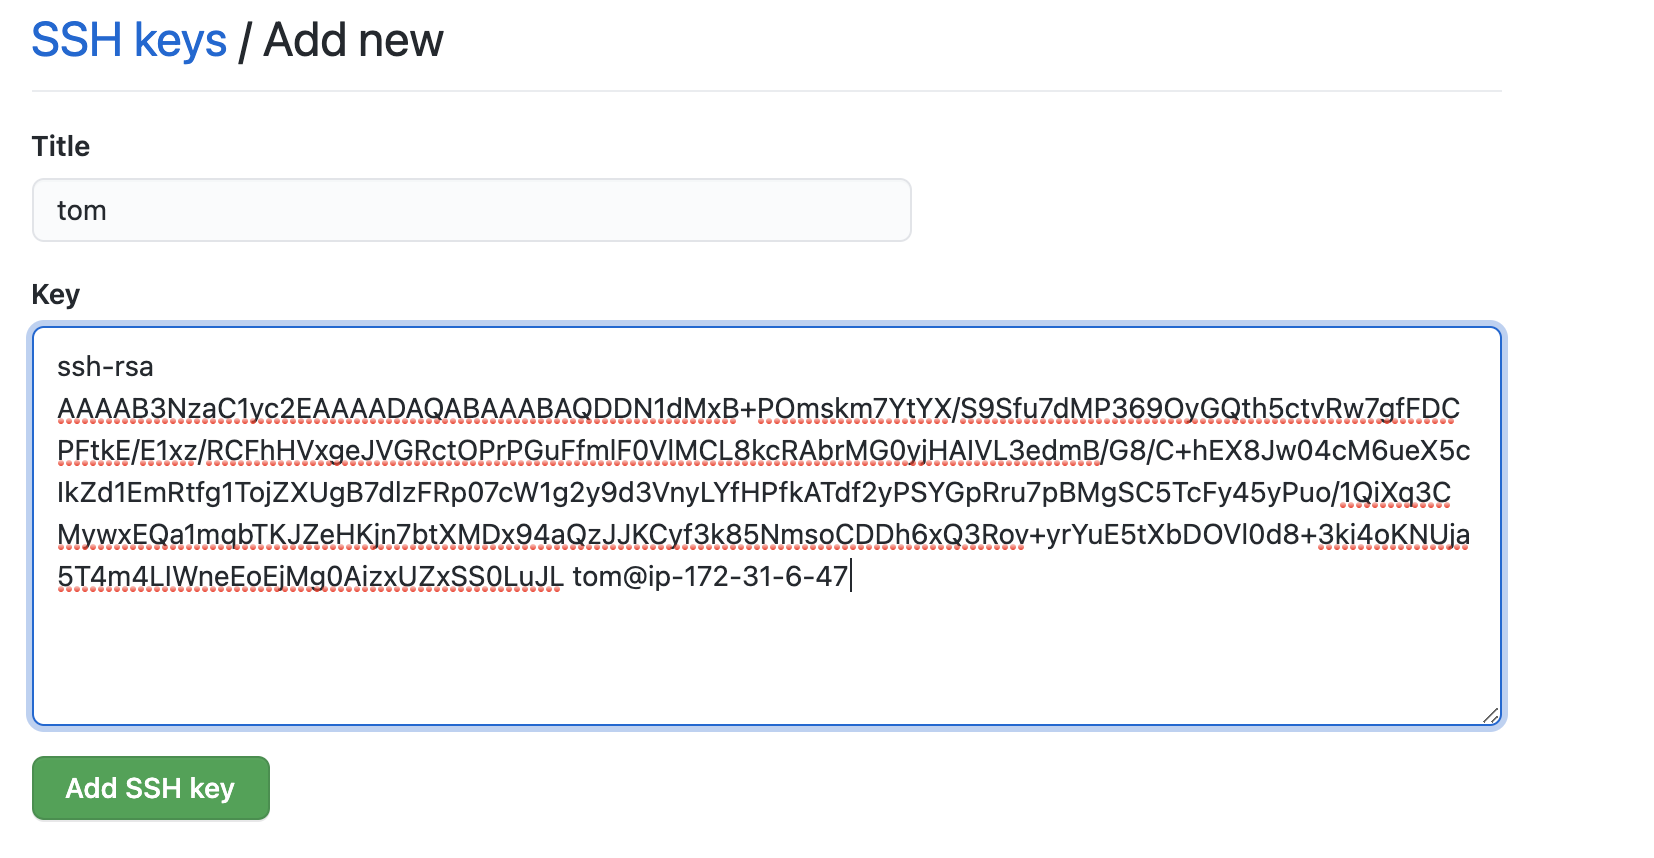 SSH keys / Add new
Title
tom
Key
ssh-rsa
AAAAB3NzaC1yc2EAAAADAQABAAABAQDDN1dMxB+POmskm7YtYX/S9Sfu7dMP369OyGQth5ctvRw7gfFDC
PFtkE/E1xz/RCFhHVxgeJVGRctOPrPGuFfmlF0VlMCL8kcRAbrMG0yjHAIVL3edmB/G8/C+hEX8Jw04cM6ueX5c
IkZd1EmRtfg1TojZXUgB7dlzFRp07cW1g2y9d3VnyLYfHPfkATdf2yPSYGpRru7pBMgSC5TcFy45yPuo/1QiXq3C
MywxEQa1mqbTKJZeHKjn7btXMDx94aQzJJKCyf3k85NmsoCDDh6xQ3Rov+yrYuE5tXbDOVl0d8+3ki4oKNUja
5T4m4LIWneEoEjMg0AizxUZxSS0LuJL tom@ip-172-31-6-47
Add SSH key